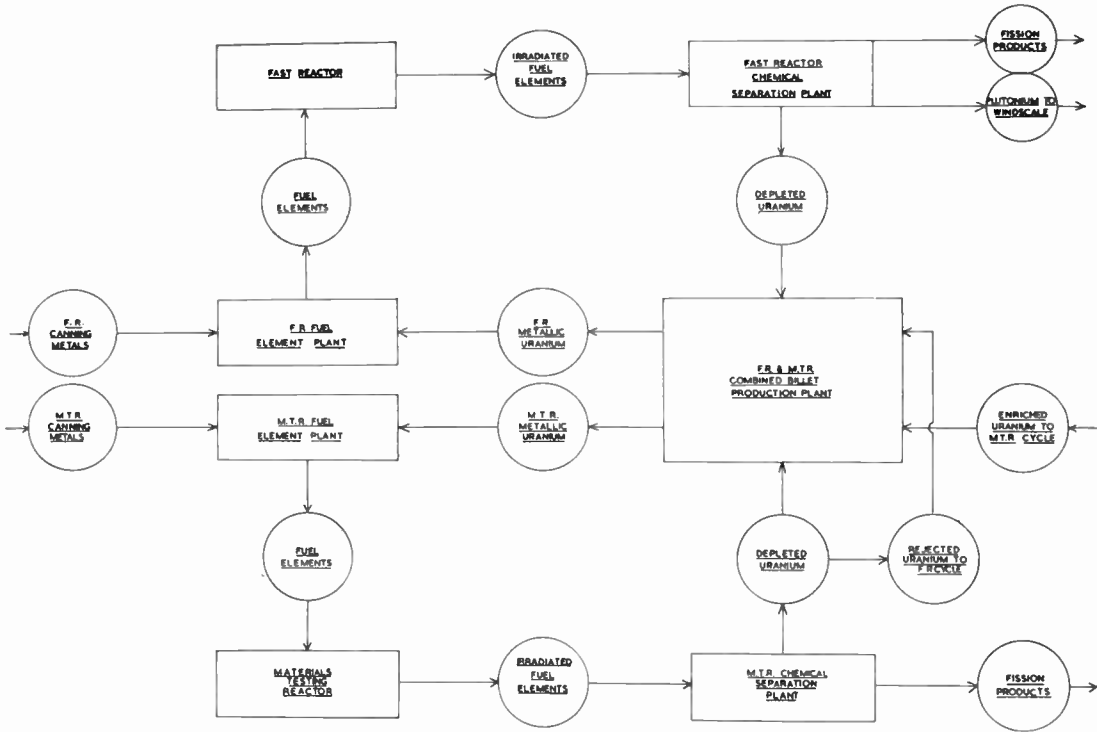 FAST REACTOR
IRRADIATED
FUEL
ELEMENTS
FAST REACTOR
CHEMICAL
SEPARATION PLANT
FISSION
PRODUCTS
PLUTONIUM TO
WINDSCALE
FUEL
ELEMENTS
DEPLETED
URANIUM
F. R.
CANNING
METALS
F.R. FUEL
ELEMENT PLANT
F.R.
METALLIC
URANIUM
F.R. & M.T.R.
COMBINED BILLET
PRODUCTION PLANT
M.T.R.
CANNING
METALS
M.T.R. FUEL
ELEMENT PLANT
M.T.R.
METALLIC
URANIUM
ENRICHED
URANIUM TO
M.T.R. CYCLE
FUEL
ELEMENTS
DEPLETED
URANIUM
REJECTED
URANIUM TO
F.R. CYCLE
MATERIALS
TESTING
REACTOR
IRRADIATED
FUEL
ELEMENTS
M.T.R. CHEMICAL
SEPARATION
PLANT
FISSION
PRODUCTS